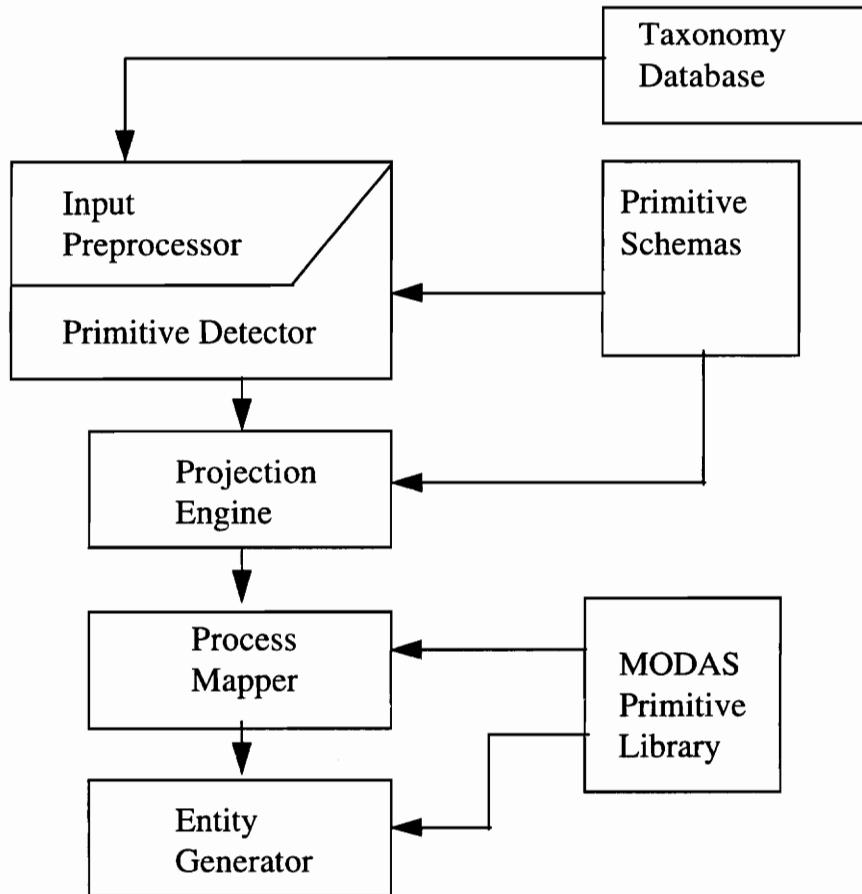 Taxonomy
Database
Input
Preprocessor
Primitive
Schemas
Primitive Detector
Projection
Engine
Process
Mapper
MODAS
Primitive
Library
Entity
Generator